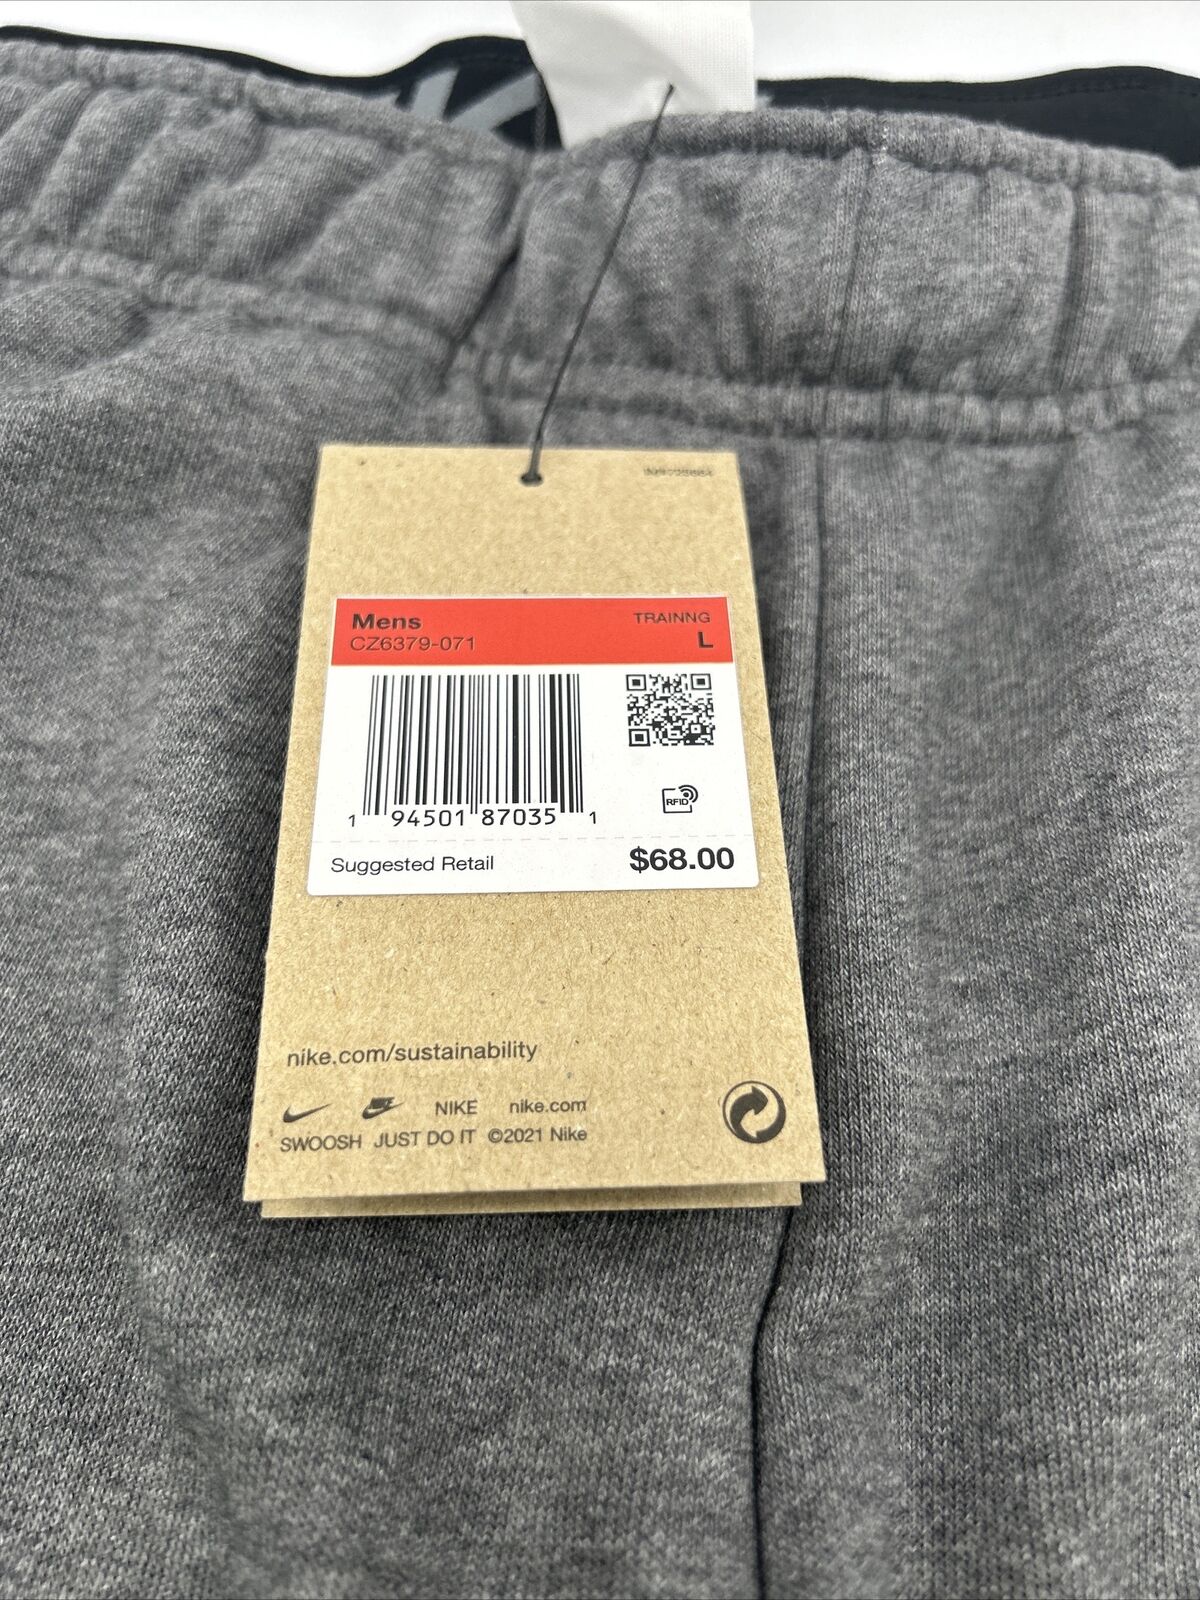 Mens
TRAINNG
CZ6379-071
L
1 94501 87035 1
RFID
Suggested Retail
$68.00
nike.com/sustainability
NIKE nike.com
SWOOSH JUST DO IT ©2021 Nike